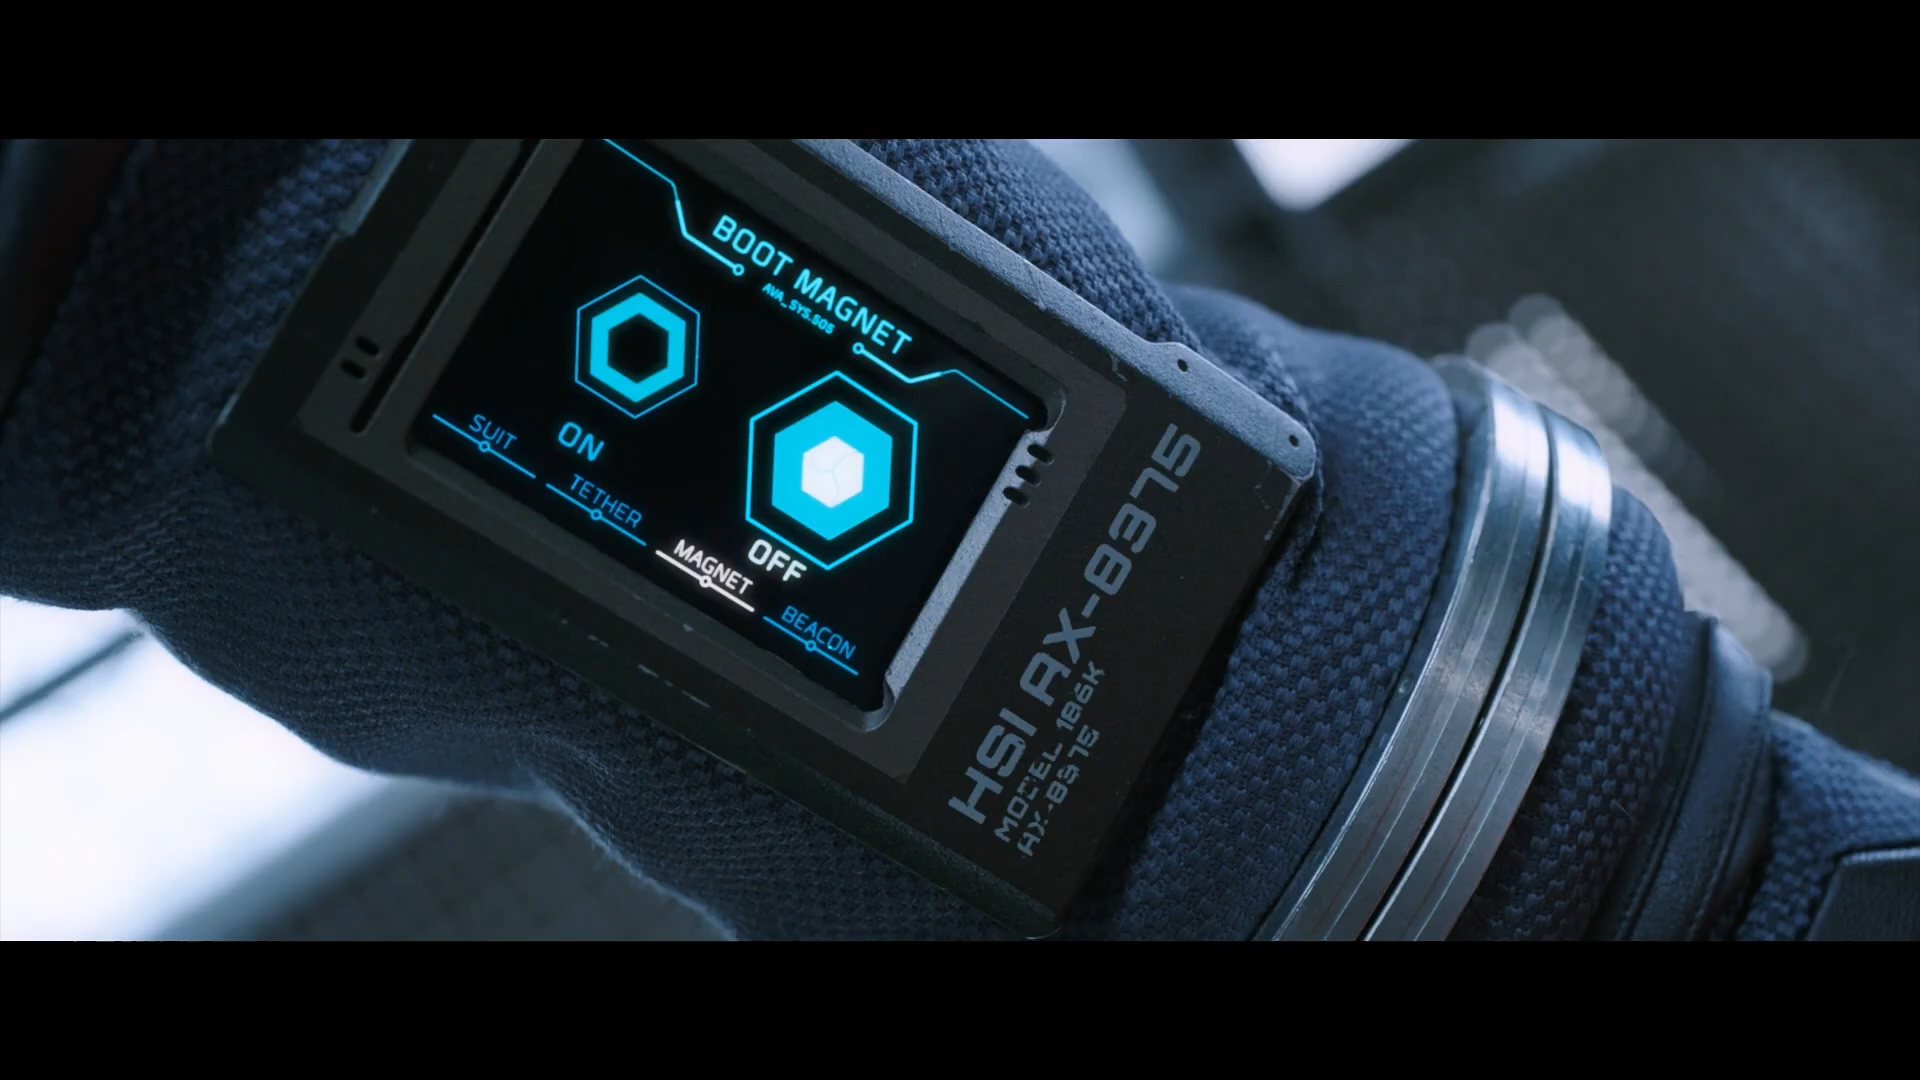 BOOT MAGNET
AVA_SYS.505
ON
OFF
SUIT
TETHER
MAGNET
BEACON
HSI AX-8375
MODEL 186K
AX-8375